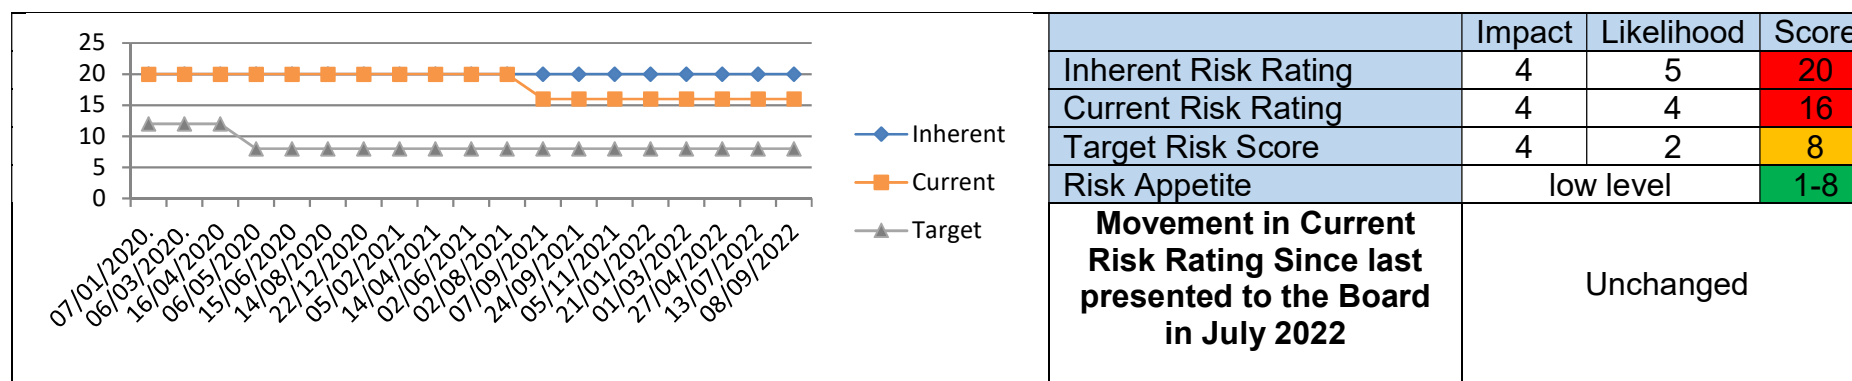 25
20
15
10
5
0
Inherent
Current
Target
07/01/2020.
06/03/2020.
16/04/2020
06/05/2020
15/06/2020
14/08/2020
22/12/2020
05/02/2021
14/04/2021
02/06/2021
02/08/2021
07/09/2021
24/09/2021
05/11/2021
21/01/2022
01/03/2022
27/04/2022
13/07/2022
08/09/2022
Impact Likelihood Score
Inherent Risk Rating 4 5 20
Current Risk Rating 4 4 16
Target Risk Score 4 2 8
Risk Appetite low level 1-8
Movement in Current
Risk Rating Since last
presented to the Board
in July 2022
Unchanged